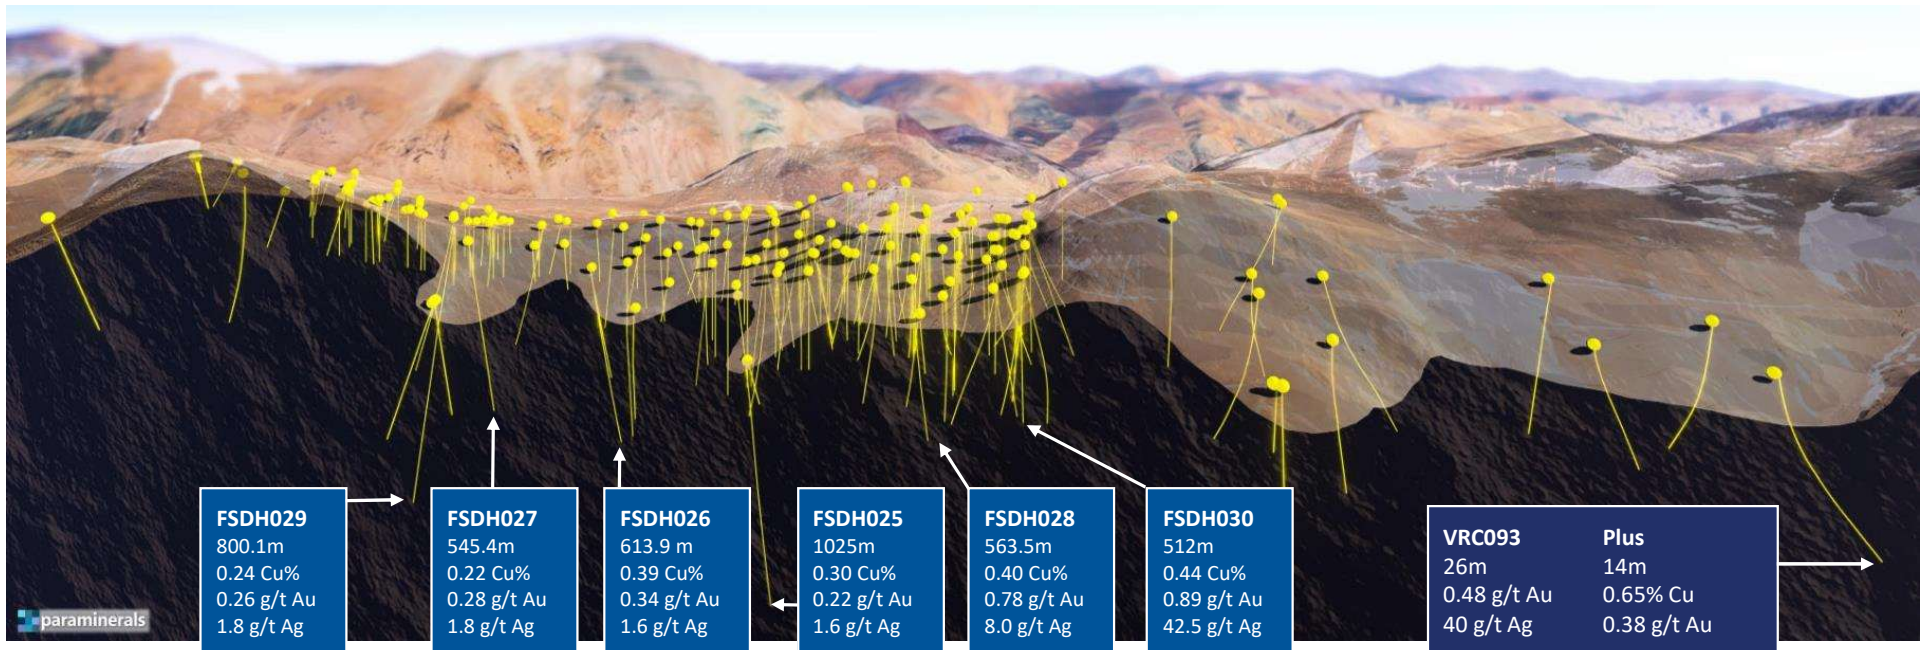 FSDH029
800.1m
0.24 Cu%
0.26 g/t Au
1.8 g/t Ag
FSDH027
545.4m
0.22 Cu%
0.28 g/t Au
1.8 g/t Ag
FSDH026
613.9 m
0.39 Cu%
0.34 g/t Au
1.6 g/t Ag
FSDH025
1025m
0.30 Cu%
0.22 g/t Au
1.6 g/t Ag
FSDH028
563.5m
0.40 Cu%
0.78 g/t Au
8.0 g/t Ag
FSDH030
512m
0.44 Cu%
0.89 g/t Au
42.5 g/t Ag
VRC093
26m
0.48 g/t Au
40 g/t Ag
Plus
14m
0.65% Cu
0.38 g/t Au
paraminerals